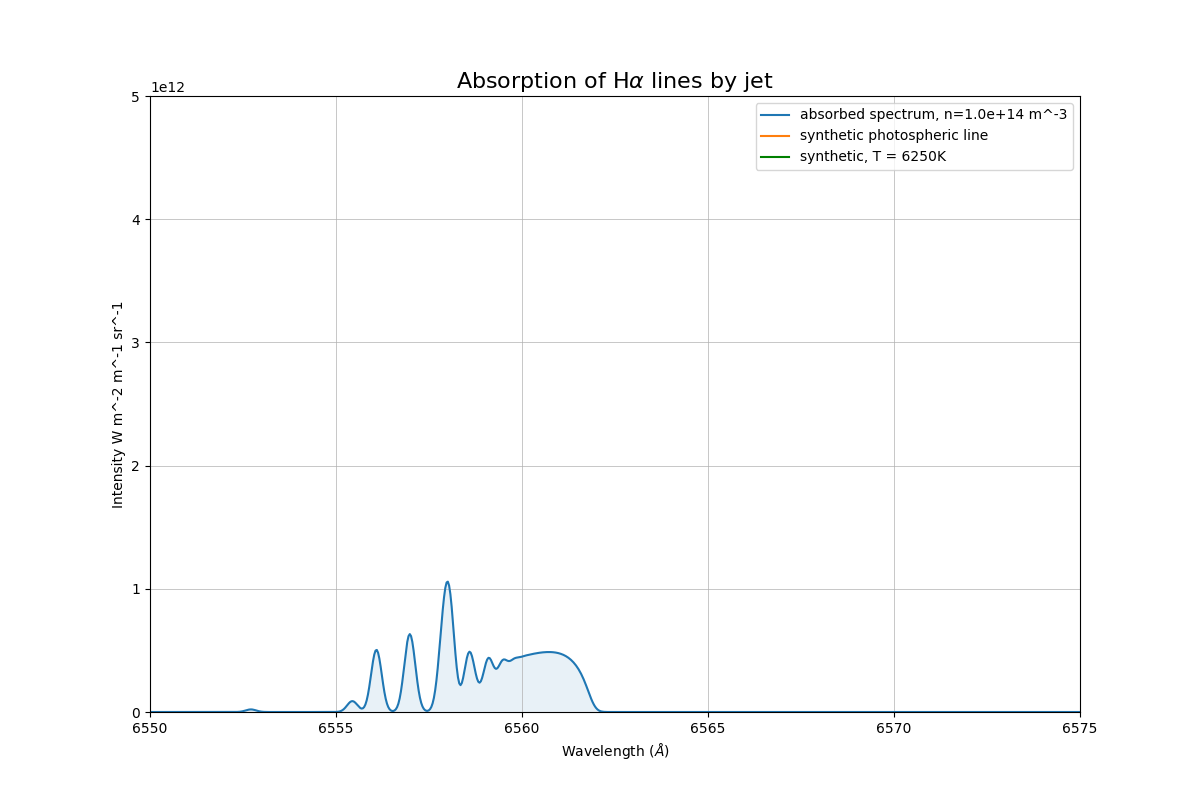 Absorption of Hα lines by jet
1e12
absorbed spectrum, n=1.0e+14 m^-3
synthetic photospheric line
synthetic, T = 6250K
5
4
3
2
1
0
Intensity W m^-2 m^-1 sr^-1
6550 6555 6560 6565 6570 6575
Wavelength (Å)